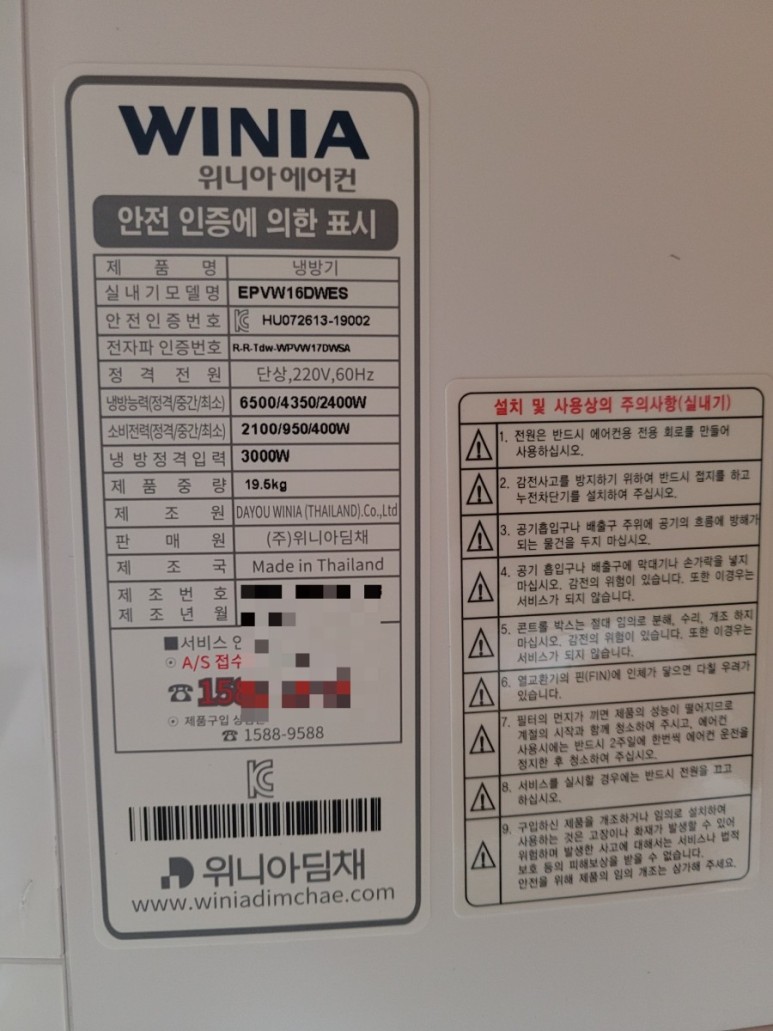 WINIA
위니아에어컨
안전 인증에 의한 표시
제 품 명 냉방기
실내기모델명 EPVW16DWES
안전인증번호 HU072613-19002
전자파 인증번호 R-R-Tdw-WPVW17DWSA
정 격 전 원 단상,220V,60Hz
냉방능력(정격/중간/최소) 6500/4350/2400W
소비전력(정격/중간/최소) 2100/950/400W
냉방정격입력 3000W
제 품 중 량 19.5kg
제 조 원 DAYOU WINIA (THAILAND).Co.,Ltd
판 매 원 (주)위니아딤채
제 조 국 Made in Thailand
제 조 번 호
제 조 년 월
■서비스
⊙ A/S 접수
☎ 15
⊙ 제품구입
☎ 1588-9588
위니아딤채
www.winiadimchae.com
설치 및 사용상의 주의사항(실내기)
1. 전원은 반드시 에어컨용 전용 회로를 만들어
사용하십시오.
2. 감전사고를 방지하기 위하여 반드시 접지를 하고
누전차단기를 설치하여 주십시오.
3. 공기흡입구나 배출구 주위에 공기의 흐름에 방해가
되는 물건을 두지 마십시오.
4. 공기 흡입구나 배출구에 막대기나 손가락을 넣지
마십시오. 감전의 위험이 있습니다. 또한 이경우는
서비스가 되지 않습니다.
5. 콘트롤 박스는 절대 임의로 분해, 수리, 개조 하지
마십시오. 감전의 위험이 있습니다. 또한 이경우는
서비스가 되지 않습니다.
6. 열교환기의 핀(FIN)에 인체가 닿으면 다칠 우려가
있습니다.
7. 필터의 먼지가 끼면 제품의 성능이 떨어지므로
계절의 시작과 함께 청소하여 주시고, 에어컨
사용시에는 반드시 2주일에 한번씩 에어컨 운전을
정지한 후 청소하여 주십시오.
8. 서비스를 실시할 경우에는 반드시 전원을 끄고
하십시오.
9. 구입하신 제품을 개조하거나 임의로 설치하여
사용하는 것은 고장이나 화재가 발생할 수 있어
위험하며 발생한 사고에 대해서는 서비스나 법적
보호 등의 피해보상을 받을 수 없습니다.
안전을 위해 제품의 임의 개조는 삼가해 주세요.